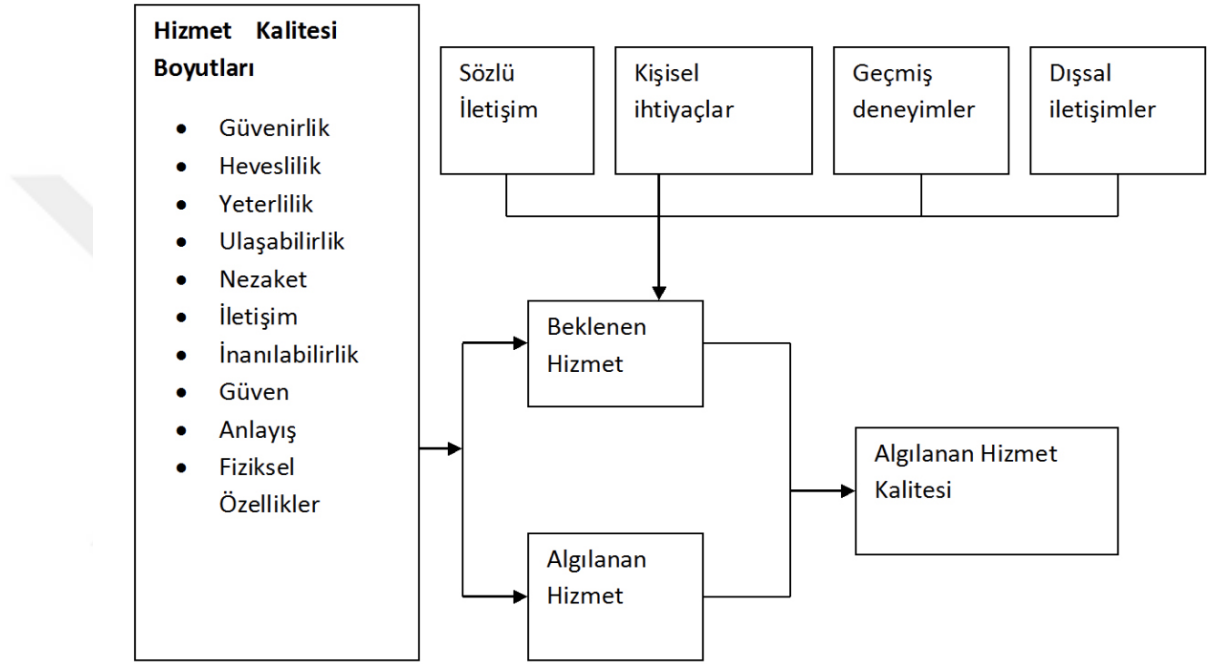 Hizmet Kalitesi
Boyutları
• Güvenirlik
• Heveslilik
• Yeterlilik
• Ulaşabilirlik
• Nezaket
• İletişim
• İnanılabilirlik
• Güven
• Anlayış
• Fiziksel
Özellikler
Sözlü
İletişim
Kişisel
ihtiyaçlar
Geçmiş
deneyimler
Dışsal
iletişimler
Beklenen
Hizmet
Algılanan
Hizmet
Algılanan Hizmet
Kalitesi